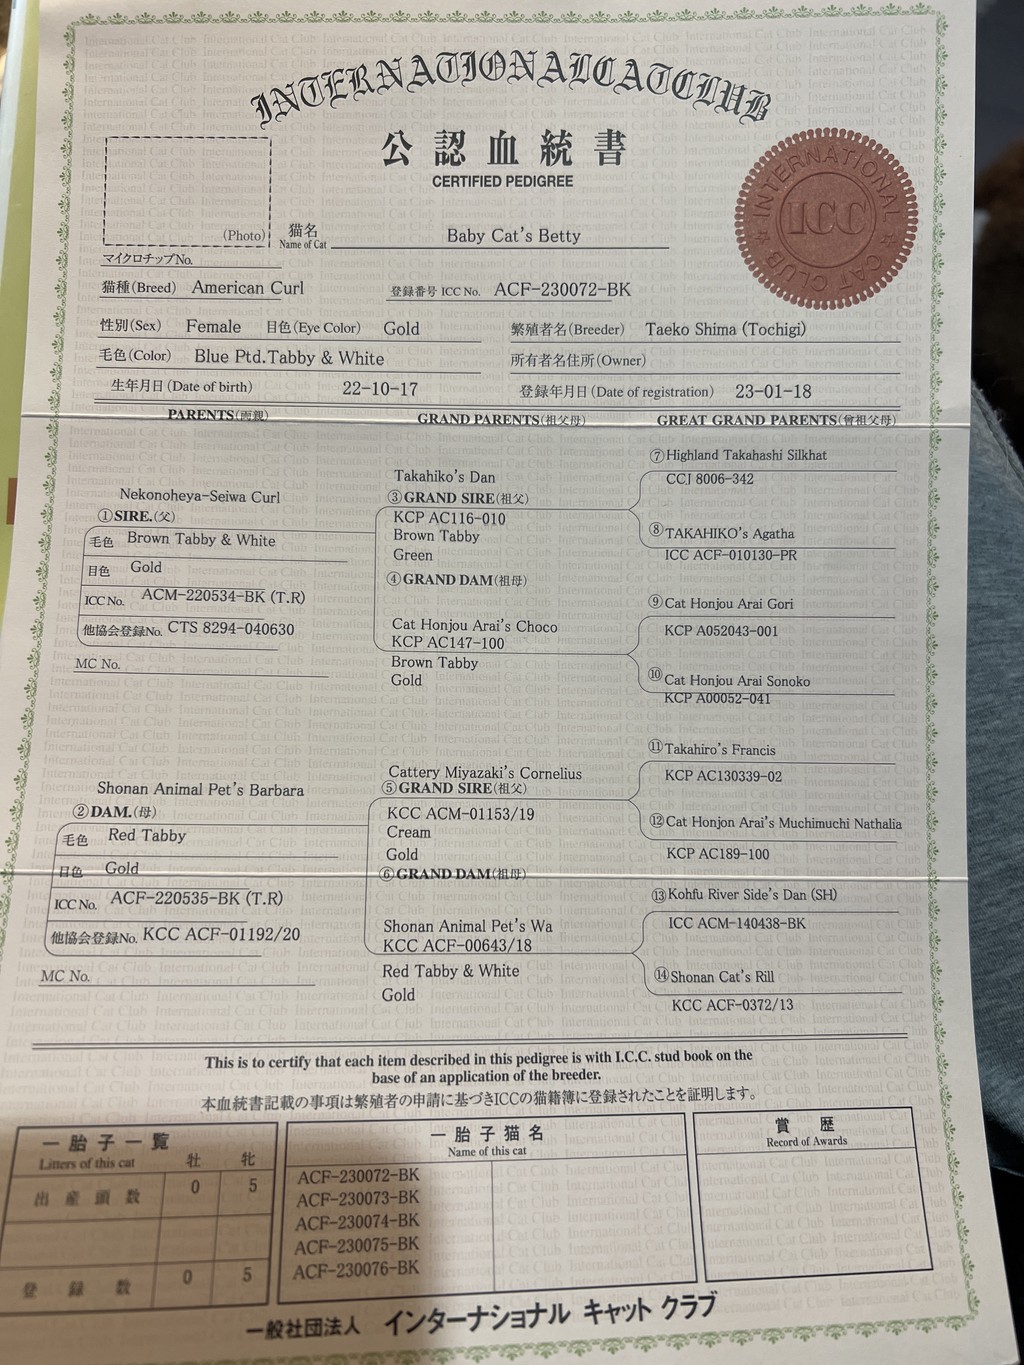 INTERNATIONALCATCLUB
公認血統書
CERTIFIED PEDIGREE
INTERNATIONAL CAT CLUB
ICC
(Photo)
猫名
Name of Cat
Baby Cat's Betty
マイクロチップNo.
猫種(Breed) American Curl
登録番号 ICC No. ACF-230072-BK
性別(Sex) Female 目色(Eye Color) Gold
繁殖者名(Breeder) Taeko Shima (Tochigi)
毛色(Color) Blue Ptd.Tabby & White
所有者名住所(Owner)
生年月日(Date of birth) 22-10-17
登録年月日(Date of registration) 23-01-18
PARENTS(両親) GRAND PARENTS(祖父母) GREAT GRAND PARENTS(曾祖父母)
Nekonoheya-Seiwa Curl
①SIRE.(父)
毛色 Brown Tabby & White
目色 Gold
ICC No. ACM-220534-BK (T.R)
他協会登録No. CTS 8294-040630
MC No.
Takahiko's Dan
③GRAND SIRE(祖父)
KCP AC116-010
Brown Tabby
Green
④GRAND DAM(祖母)
Cat Honjou Arai's Choco
KCP AC147-100
Brown Tabby
Gold
⑦Highland Takahashi Silkhat
CCJ 8006-342
⑧TAKAHIKO's Agatha
ICC ACF-010130-PR
⑨Cat Honjou Arai Gori
KCP A052043-001
⑩Cat Honjou Arai Sonoko
KCP A00052-041
Shonan Animal Pet's Barbara
②DAM.(母)
毛色 Red Tabby
目色 Gold
ICC No. ACF-220535-BK (T.R)
他協会登録No. KCC ACF-01192/20
MC No.
Cattery Miyazaki's Cornelius
⑤GRAND SIRE(祖父)
KCC ACM-01153/19
Cream
Gold
⑥GRAND DAM(祖母)
Shonan Animal Pet's Wa
KCC ACF-00643/18
Red Tabby & White
Gold
⑪Takahiro's Francis
KCP AC130339-02
⑫Cat Honjon Arai's Muchimuchi Nathalia
KCP AC189-100
⑬Kohfu River Side's Dan (SH)
ICC ACM-140438-BK
⑭Shonan Cat's Rill
KCC ACF-0372/13
This is to certify that each item described in this pedigree is with I.C.C. stud book on the
base of an application of the breeder.
本血統書記載の事項は繁殖者の申請に基づきICCの猫籍簿に登録されたことを証明します。
一胎子一覧
Litters of this cat
牡 牝
出産頭数 0 5
登録数 0 5
一胎子猫名
Name of this cat
ACF-230072-BK
ACF-230073-BK
ACF-230074-BK
ACF-230075-BK
ACF-230076-BK
賞歴
Record of Awards
一般社団法人 インターナショナル キャット クラブ